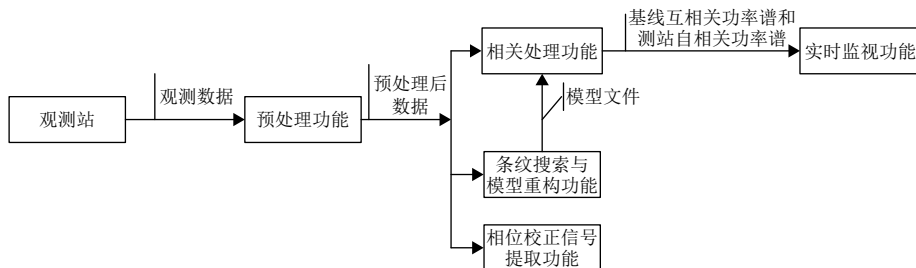 基线互相关功率谱和
测站自相关功率谱
相关处理功能
实时监视功能
预处理后
数据
观测数据
模型文件
观测站
预处理功能
条纹搜索与
模型重构功能
相位校正信号
提取功能